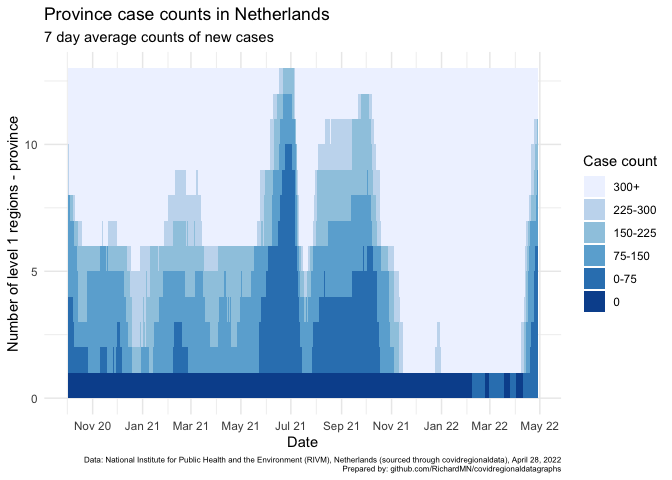 Province case counts in Netherlands
7 day average counts of new cases
Number of level 1 regions - province
10
5
0
Nov 20 Jan 21 Mar 21 May 21 Jul 21 Sep 21 Nov 21 Jan 22 Mar 22 May 22
Date
Case count
300+
225-300
150-225
75-150
0-75
0
Data: National Institute for Public Health and the Environment (RIVM), Netherlands (sourced through covidregionaldata), April 28, 2022
Prepared by: github.com/RichardMN/covidregionaldatagraphs